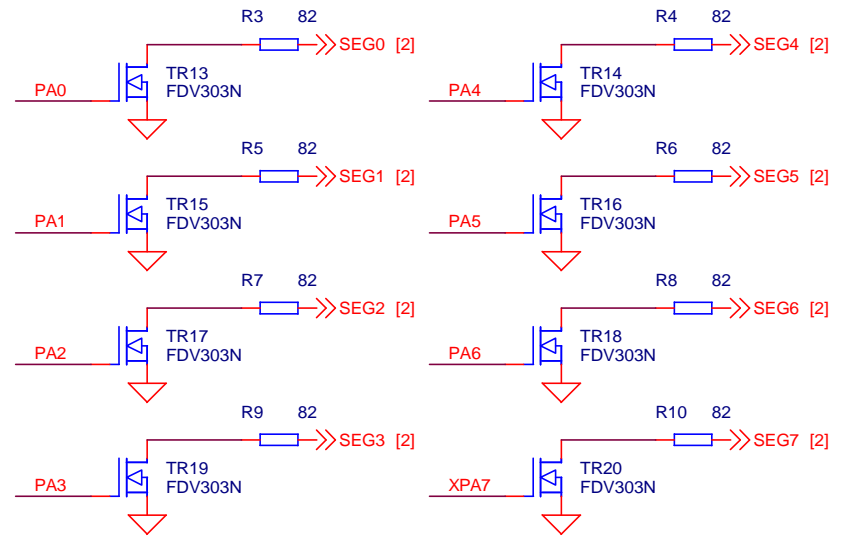 R3 82
SEG0 [2]
TR13
FDV303N
PA0
R4 82
SEG4 [2]
TR14
FDV303N
PA4
R5 82
SEG1 [2]
TR15
FDV303N
PA1
R6 82
SEG5 [2]
TR16
FDV303N
PA5
R7 82
SEG2 [2]
TR17
FDV303N
PA2
R8 82
SEG6 [2]
TR18
FDV303N
PA6
R9 82
SEG3 [2]
TR19
FDV303N
PA3
R10 82
SEG7 [2]
TR20
FDV303N
XPA7